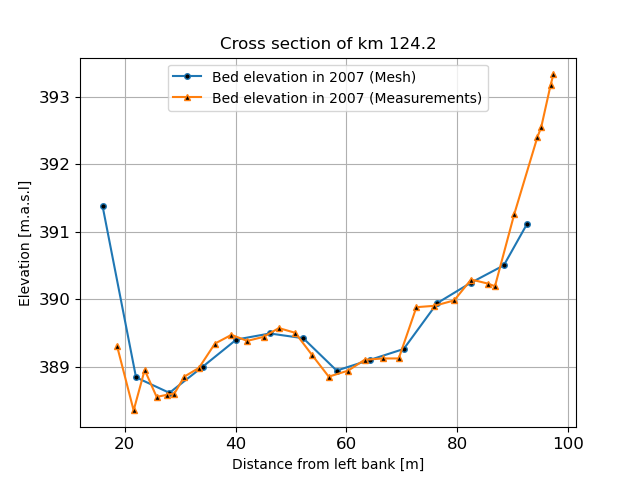 Cross section of km 124.2
Bed elevation in 2007 (Mesh)
Bed elevation in 2007 (Measurements)
Elevation [m.a.s.l]
393
392
391
390
389
20 40 60 80 100
Distance from left bank [m]